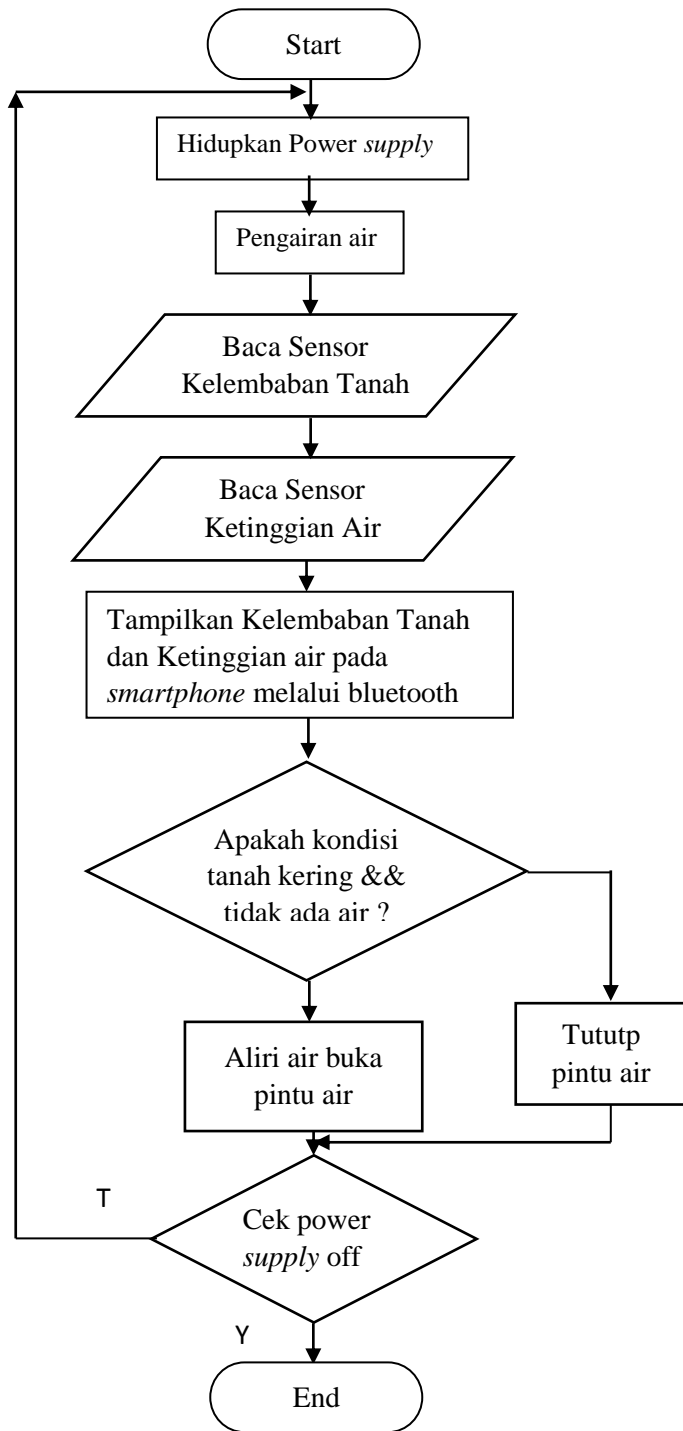 Start
Hidupkan Power supply
Pengairan air
Baca Sensor
Kelembaban Tanah
Baca Sensor
Ketinggian Air
Tampilkan Kelembaban Tanah
dan Ketinggian air pada
smartphone melalui bluetooth
Apakah kondisi
tanah kering &&
tidak ada air ?
Aliri air buka
pintu air
Tututp
pintu air
T
Cek power
supply off
Y
End